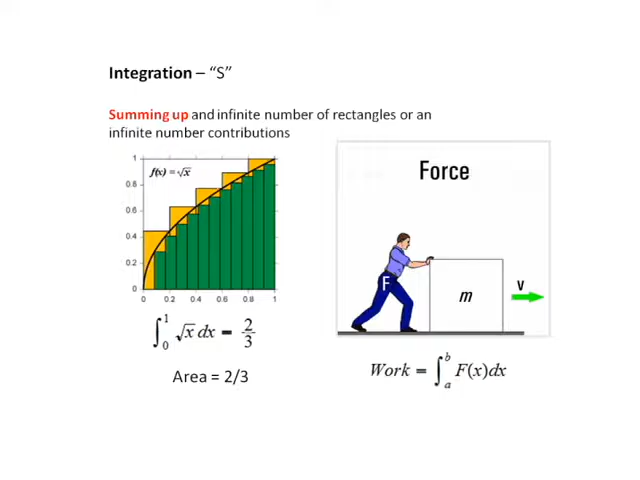 Integration – “S”
Summing up and infinite number of rectangles or an
infinite number contributions
f(x) = √x
1
0.8
0.6
0.4
0.2
0
0 0.2 0.4 0.6 0.8 1
∫₀¹ √x dx = 2/3
Area = 2/3
Force
F
m
v
Work = ∫ₐᵇ F(x)dx